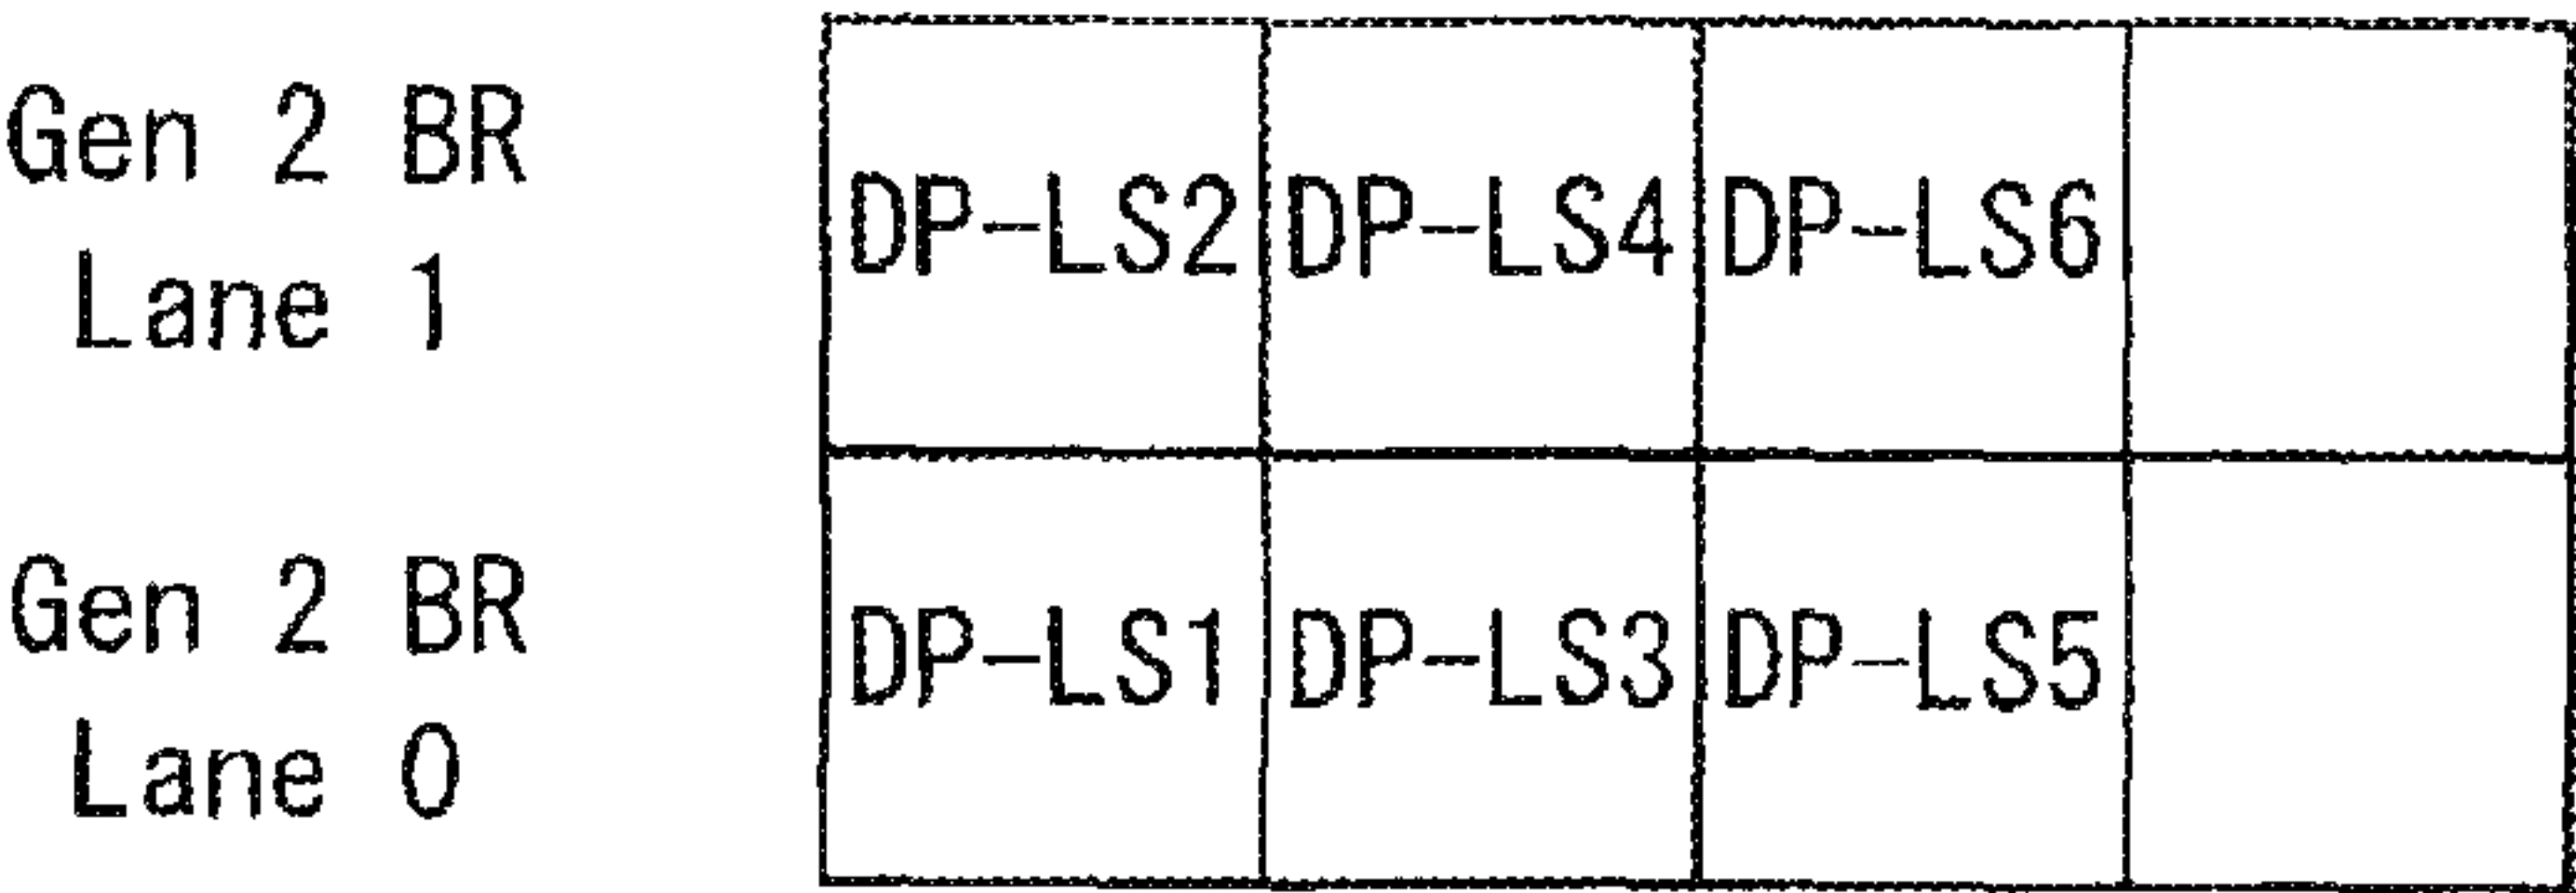 Gen 2 BR
Lane 1
DP-LS2 DP-LS4 DP-LS6
Gen 2 BR
Lane 0
DP-LS1 DP-LS3 DP-LS5